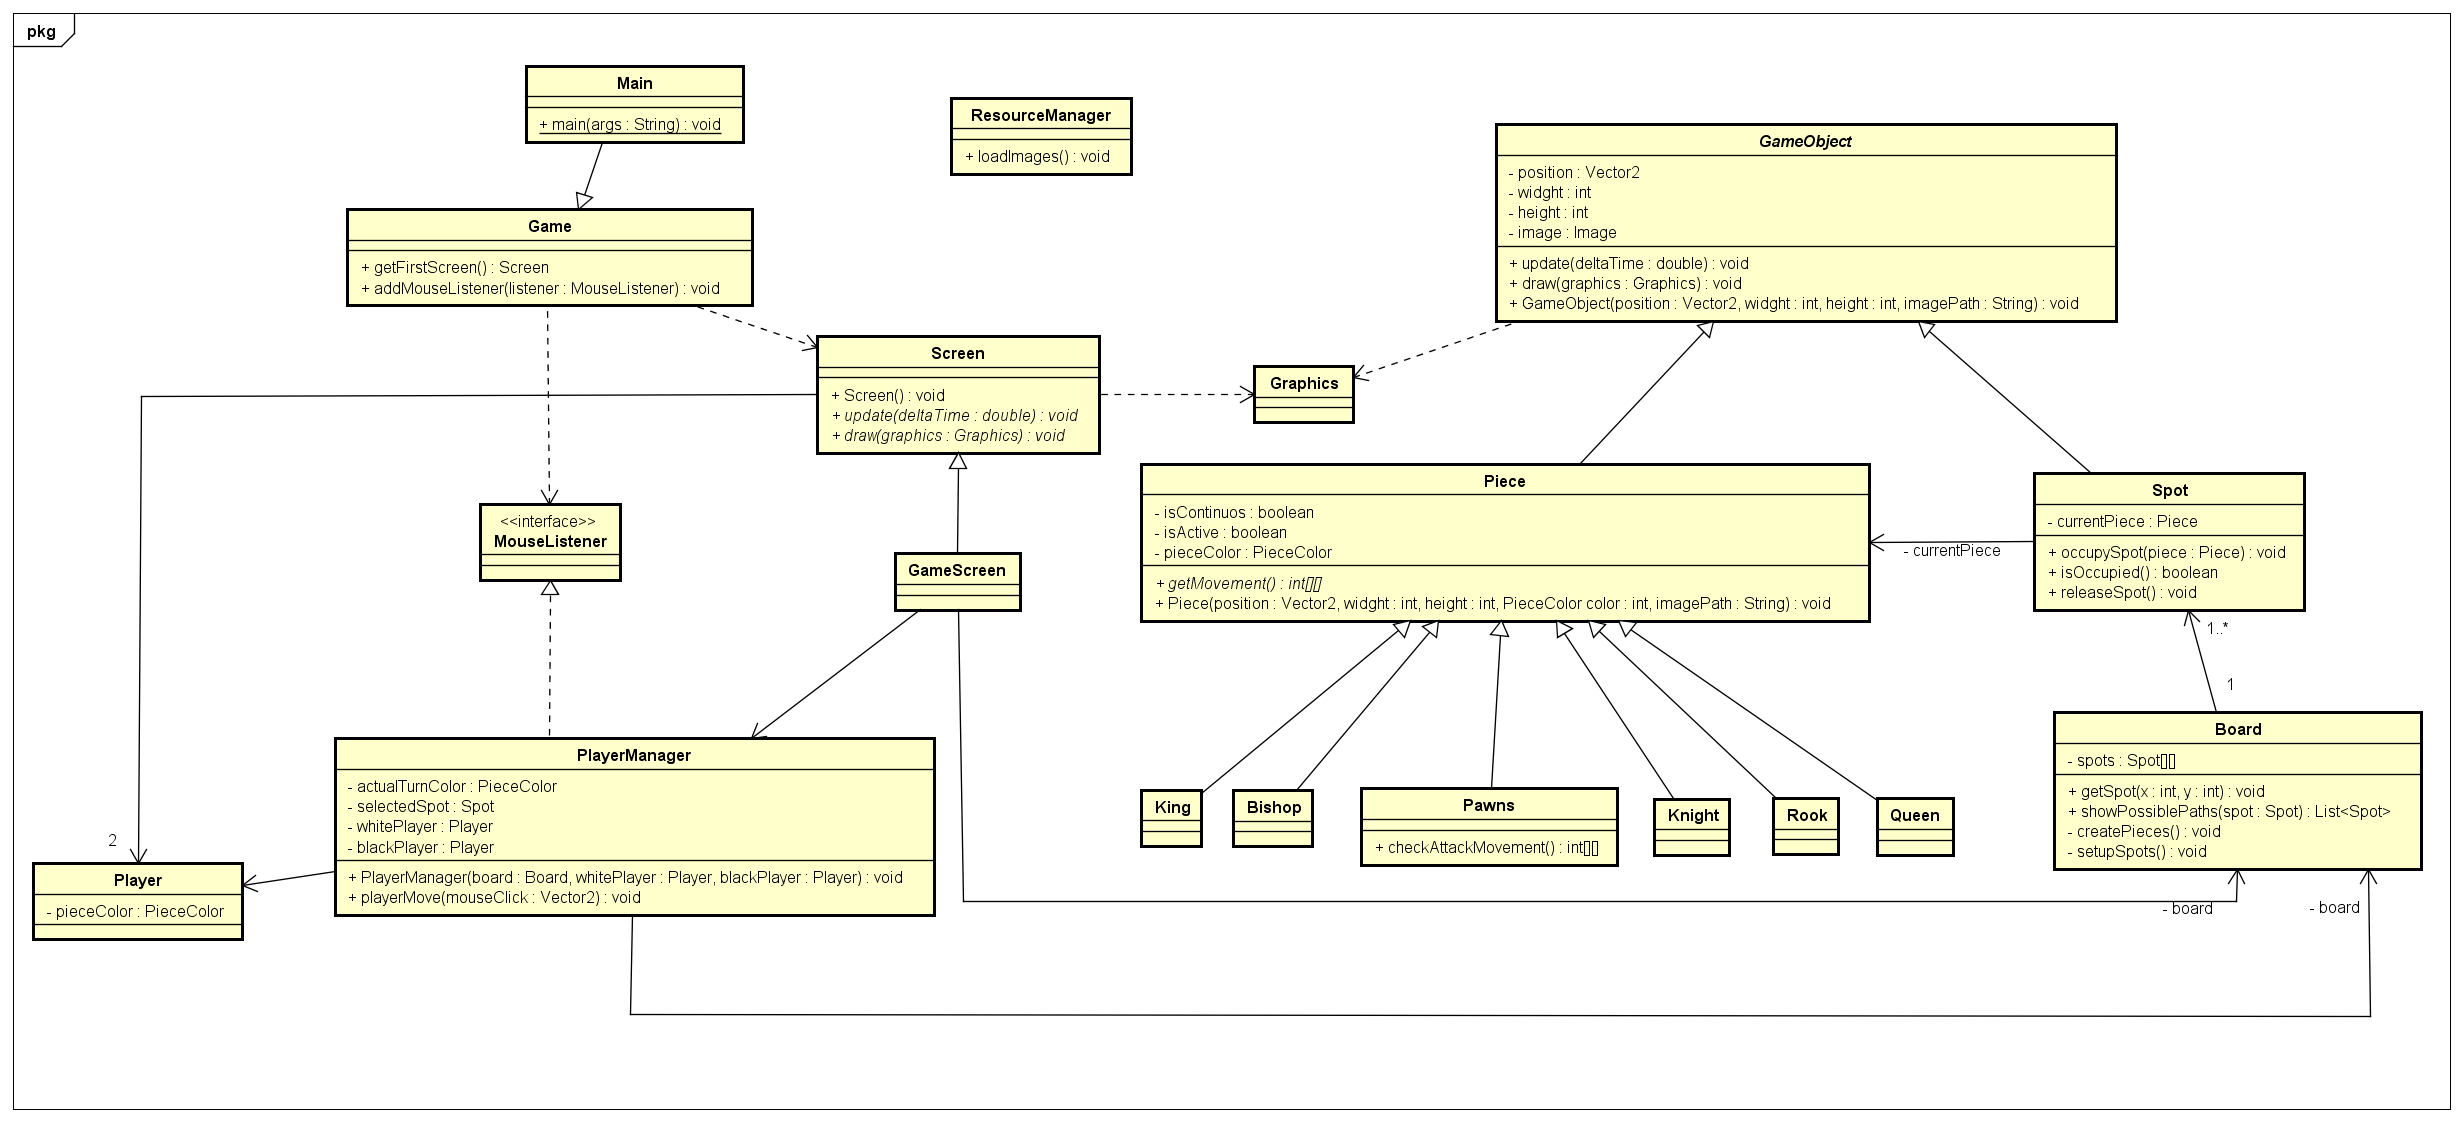 pkg
Main
+ main(args : String) : void
ResourceManager
+ loadImages() : void
GameObject
- position : Vector2
- widght : int
- height : int
- image : Image
+ update(deltaTime : double) : void
+ draw(graphics : Graphics) : void
+ GameObject(position : Vector2, widght : int, height : int, imagePath : String) : void
Game
+ getFirstScreen() : Screen
+ addMouseListener(listener : MouseListener) : void
Screen
+ Screen() : void
+ update(deltaTime : double) : void
+ draw(graphics : Graphics) : void
Graphics
<<interface>>
MouseListener
GameScreen
Piece
- isContinuos : boolean
- isActive : boolean
- pieceColor : PieceColor
+ getMovement() : int[][]
+ Piece(position : Vector2, widght : int, height : int, PieceColor color : int, imagePath : String) : void
- currentPiece
Spot
- currentPiece : Piece
+ occupySpot(piece : Piece) : void
+ isOccupied() : boolean
+ releaseSpot() : void
1..*
1
Board
- spots : Spot[][]
+ getSpot(x : int, y : int) : void
+ showPossiblePaths(spot : Spot) : List<Spot>
- createPieces() : void
- setupSpots() : void
- board
- board
King
Bishop
Pawns
+ checkAttackMovement() : int[][]
Knight
Rook
Queen
PlayerManager
- actualTurnColor : PieceColor
- selectedSpot : Spot
- whitePlayer : Player
- blackPlayer : Player
+ PlayerManager(board : Board, whitePlayer : Player, blackPlayer : Player) : void
+ playerMove(mouseClick : Vector2) : void
2
Player
- pieceColor : PieceColor